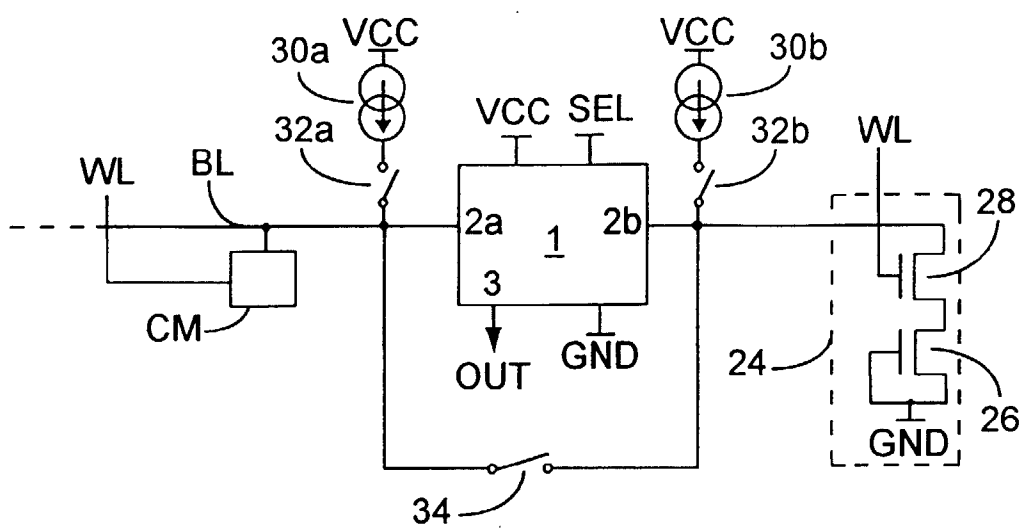 VCC
VCC
30a
30b
VCC
SEL
32a
32b
WL
WL
BL
28
2a
2b
1
3
CM
GND
OUT
24
26
GND
34